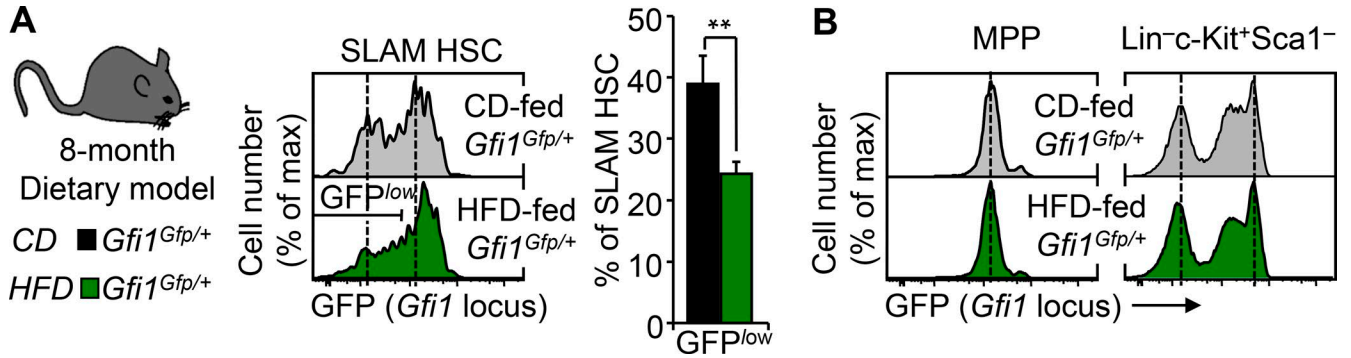 A
8-month
Dietary model
CD Gfi1Gfp/+
HFD Gfi1Gfp/+
SLAM HSC
Cell number
(% of max)
CD-fed
Gfi1Gfp/+
GFPlow
HFD-fed
Gfi1Gfp/+
GFP (Gfi1 locus)
% of SLAM HSC
50
40
30
20
10
0
**
GFPlow
B
MPP
Lin–c-Kit+Sca1–
Cell number
(% of max)
CD-fed
Gfi1Gfp/+
HFD-fed
Gfi1Gfp/+
GFP (Gfi1 locus)